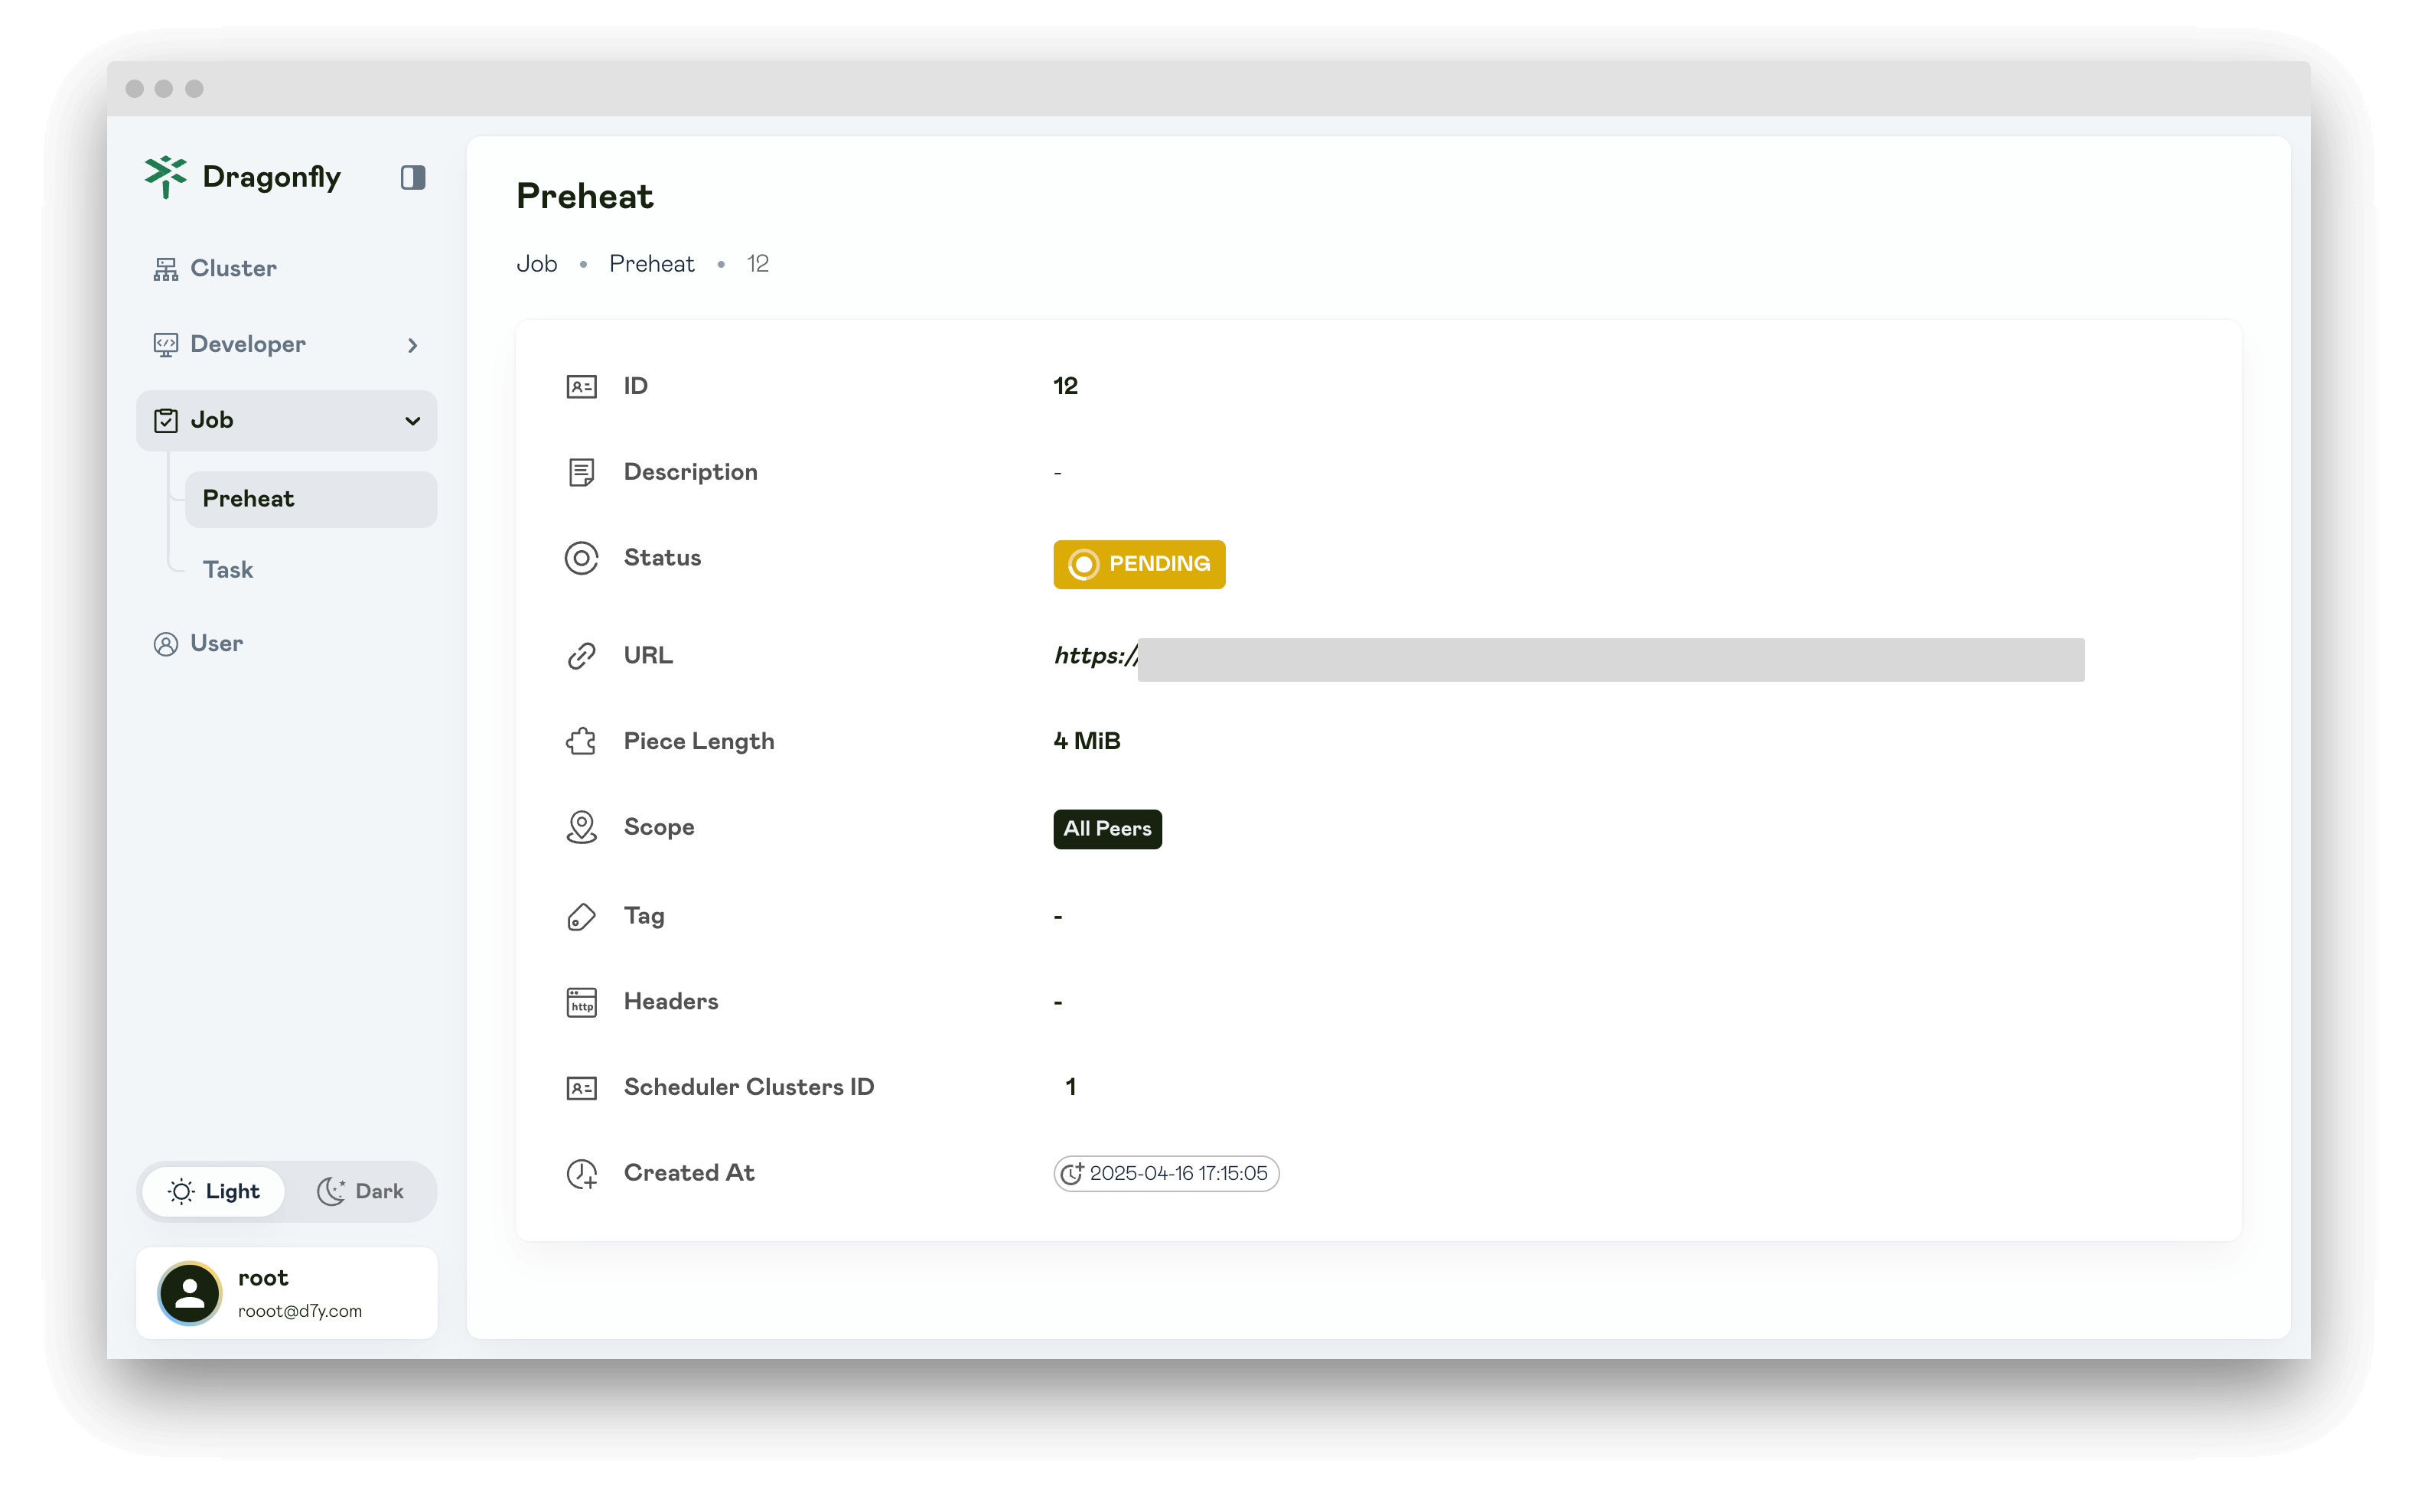 Dragonfly
Cluster
Developer
Job
Preheat
Task
User
Light
Dark
root
rooot@d7y.com
Preheat
Job • Preheat • 12
ID 12
Description -
Status PENDING
URL https://
Piece Length 4 MiB
Scope All Peers
Tag -
http Headers -
Scheduler Clusters ID 1
Created At 2025-04-16 17:15:05